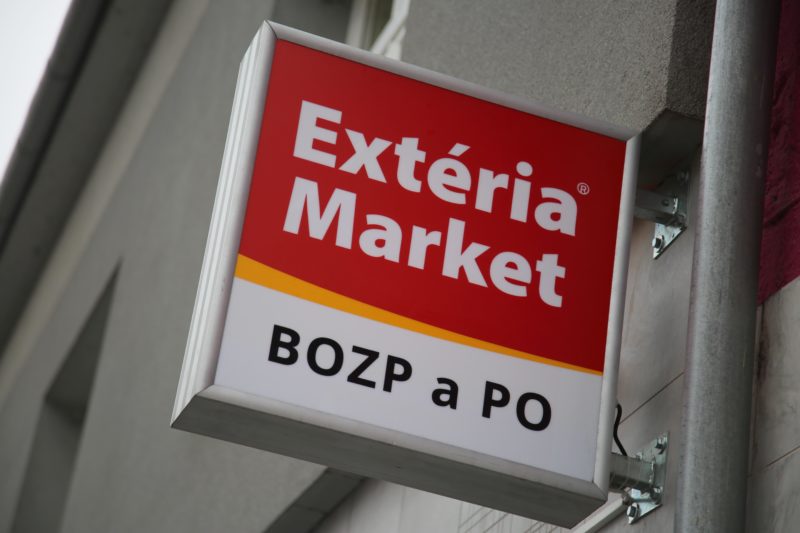 Extéria®
Market
BOZP a PO